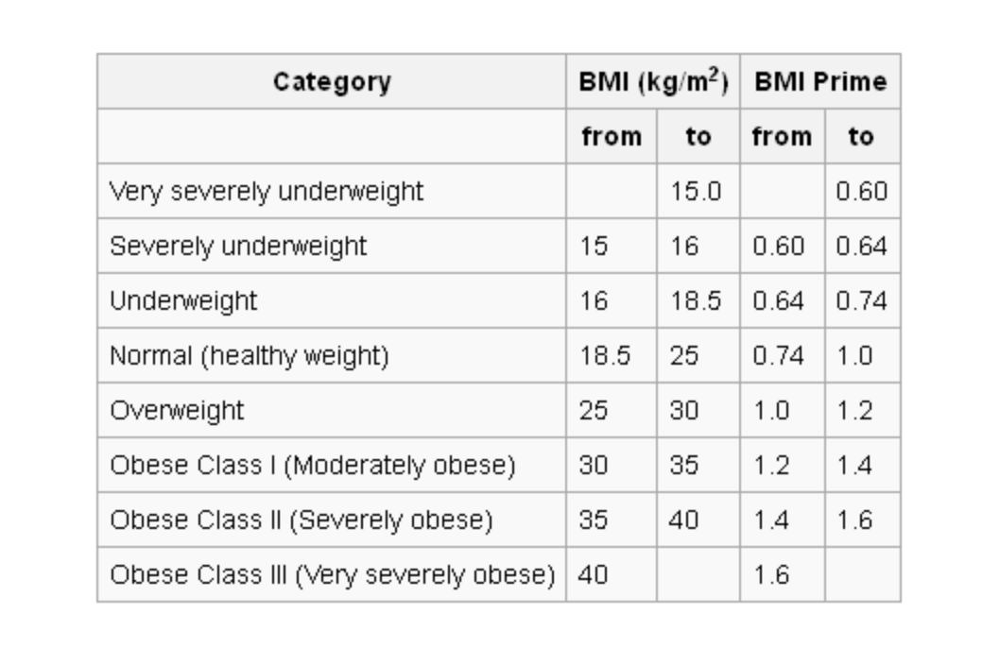 Category BMI (kg/m²) BMI Prime
from to from to
Very severely underweight 15.0 0.60
Severely underweight 15 16 0.60 0.64
Underweight 16 18.5 0.64 0.74
Normal (healthy weight) 18.5 25 0.74 1.0
Overweight 25 30 1.0 1.2
Obese Class I (Moderately obese) 30 35 1.2 1.4
Obese Class II (Severely obese) 35 40 1.4 1.6
Obese Class III (Very severely obese) 40 1.6